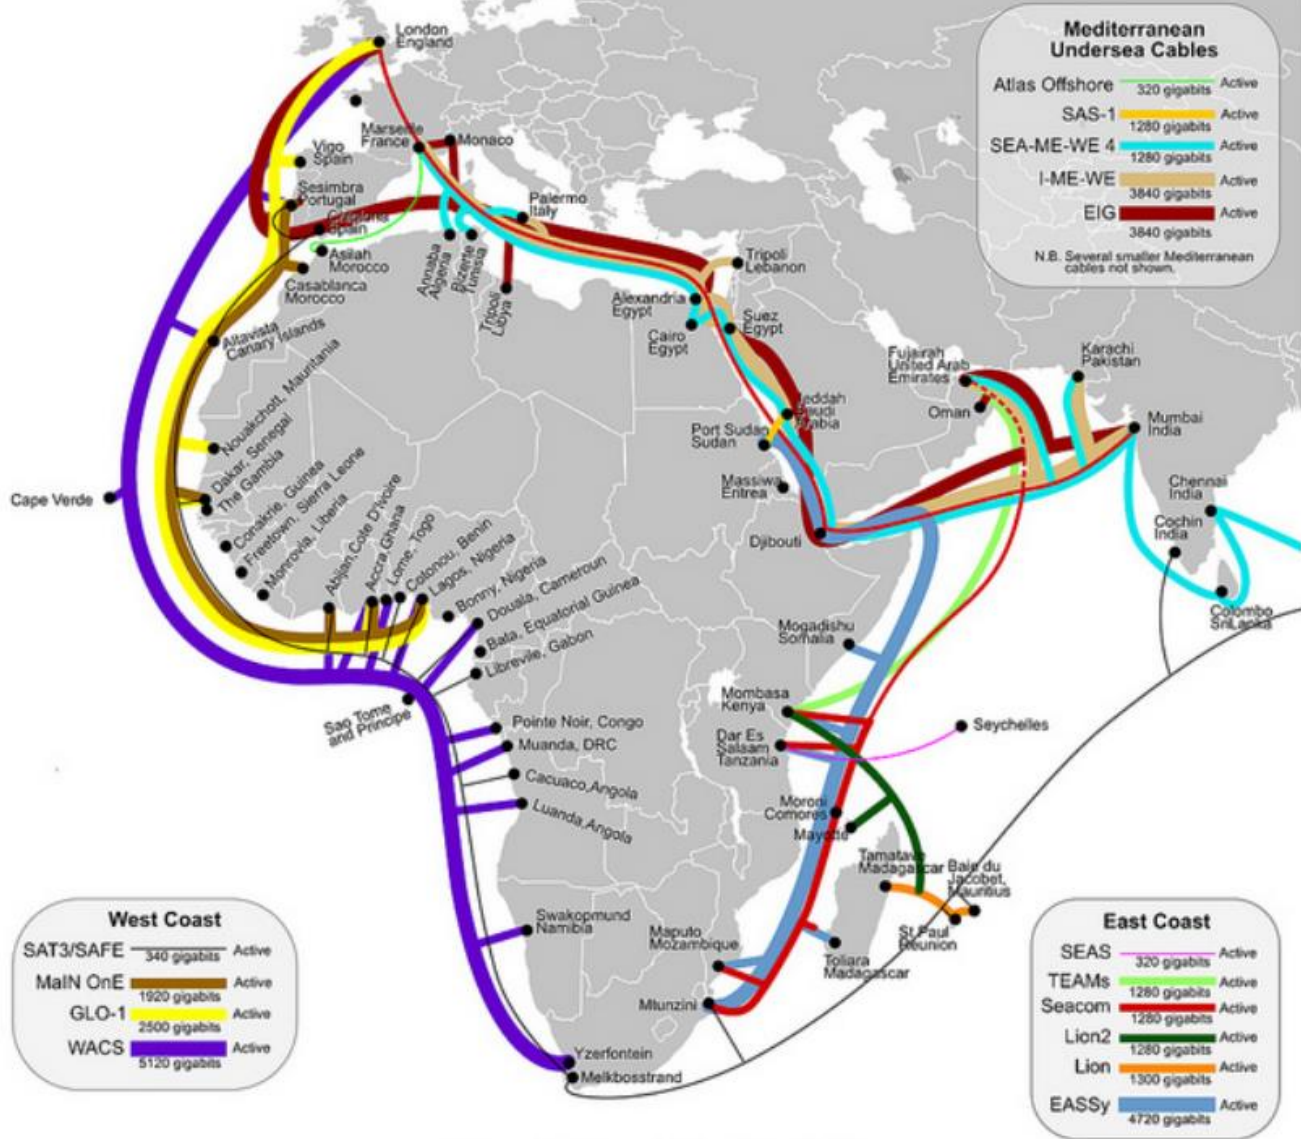 London
England
Marseille
France
Monaco
Vigo
Spain
Sesimbra
Portugal
Spain
Palermo
Italy
Asilah
Morocco
Casablanca
Morocco
Annaba
Algeria
Bizerte
Tunisia
Tripoli
Libya
Tripoli
Lebanon
Alexandria
Egypt
Cairo
Egypt
Suez
Egypt
Altavista
Canary Islands
Nouakchott, Mauritania
Dakar, Senegal
The Gambia
Cape Verde
Conakrie, Guinea
Freetown, Sierra Leone
Monrovia, Liberia
Abijan,Cote D'Ivoire
Accra,Ghana
Lome, Togo
Cotonou, Benin
Lagos, Nigeria
Bonny, Nigeria
Douala, Cameroun
Bata, Equatorial Guinea
Libreville, Gabon
Sao Tome
and Principe
Pointe Noir, Congo
Muanda, DRC
Cacuaco,Angola
Luanda,Angola
Swakopmund
Namibia
Yzerfontein
Melkbosstrand
Jeddah
Saudi
Arabia
Port Sudan
Sudan
Massiwa
Eritrea
Djibouti
Fujairah
United Arab
Emirates
Oman
Karachi
Pakistan
Mumbai
India
Chennai
India
Cochin
India
Colombo
SriLanka
Mogadishu
Somalia
Mombasa
Kenya
Dar Es
Salaam
Tanzania
Seychelles
Moroni
Comores
Mayotte
Tamatave
Madagascar
Baie du
Jacobet,
Mauritius
St.Paul
Reunion
Toliara
Madagascar
Maputo
Mozambique
Mtunzini
Mediterranean
Undersea Cables
Atlas Offshore Active
320 gigabits
SAS-1 Active
1280 gigabits
SEA-ME-WE 4 Active
1280 gigabits
I-ME-WE Active
3840 gigabits
EIG Active
3840 gigabits
N.B. Several smaller Mediterranean
cables not shown.
West Coast
SAT3/SAFE Active
340 gigabits
MaIN OnE Active
1920 gigabits
GLO-1 Active
2500 gigabits
WACS Active
5120 gigabits
East Coast
SEAS Active
320 gigabits
TEAMs Active
1280 gigabits
Seacom Active
1280 gigabits
Lion2 Active
1280 gigabits
Lion Active
1300 gigabits
EASSy Active
4720 gigabits